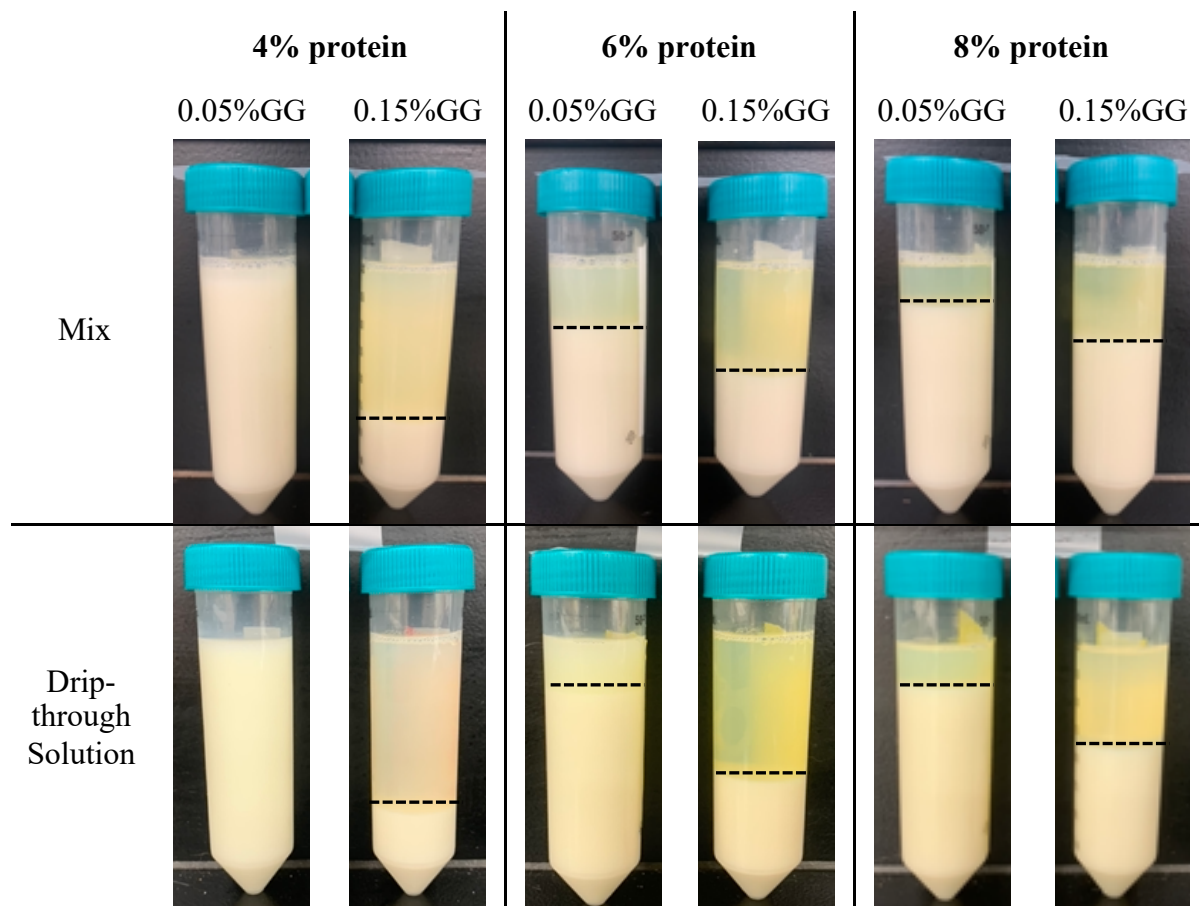 4% protein
6% protein
8% protein
0.05%GG
0.15%GG
0.05%GG
0.15%GG
0.05%GG
0.15%GG
Mix
Drip-
through
Solution